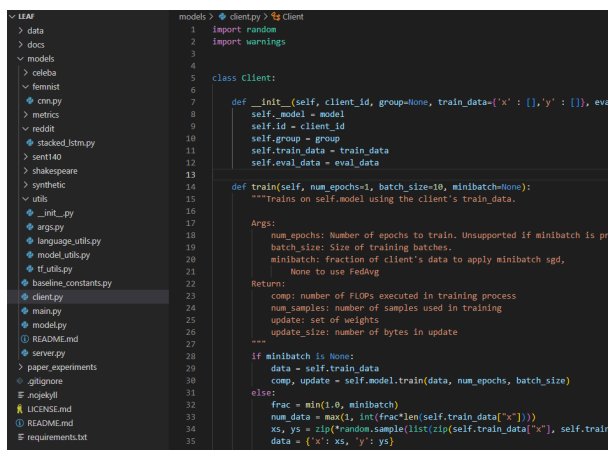 LEAF
data
docs
models
celeba
femnist
cnn.py
metrics
reddit
stacked_lstm.py
sent140
shakespeare
synthetic
utils
__init__.py
args.py
language_utils.py
model_utils.py
tf_utils.py
baseline_constants.py
client.py
main.py
model.py
README.md
server.py
paper_experiments
.gitignore
.nojekyll
LICENSE.md
README.md
requirements.txt
models > client.py > Client
1 import random
2 import warnings
3
4
5 class Client:
6
7 def __init__(self, client_id, group=None, train_data={'x' : [],'y' : []}, eva
8 self._model = model
9 self.id = client_id
10 self.group = group
11 self.train_data = train_data
12 self.eval_data = eval_data
13
14 def train(self, num_epochs=1, batch_size=10, minibatch=None):
15 """Trains on self.model using the client's train_data.
16
17 Args:
18 num_epochs: Number of epochs to train. Unsupported if minibatch is pr
19 batch_size: Size of training batches.
20 minibatch: fraction of client's data to apply minibatch sgd,
21 None to use FedAvg
22 Return:
23 comp: number of FLOPs executed in training process
24 num_samples: number of samples used in training
25 update: set of weights
26 update_size: number of bytes in update
27 """
28 if minibatch is None:
29 data = self.train_data
30 comp, update = self.model.train(data, num_epochs, batch_size)
31 else:
32 frac = min(1.0, minibatch)
33 num_data = max(1, int(frac*len(self.train_data["x"])))
34 xs, ys = zip(*random.sample(list(zip(self.train_data["x"], self.train
35 data = {'x': xs, 'y': ys}